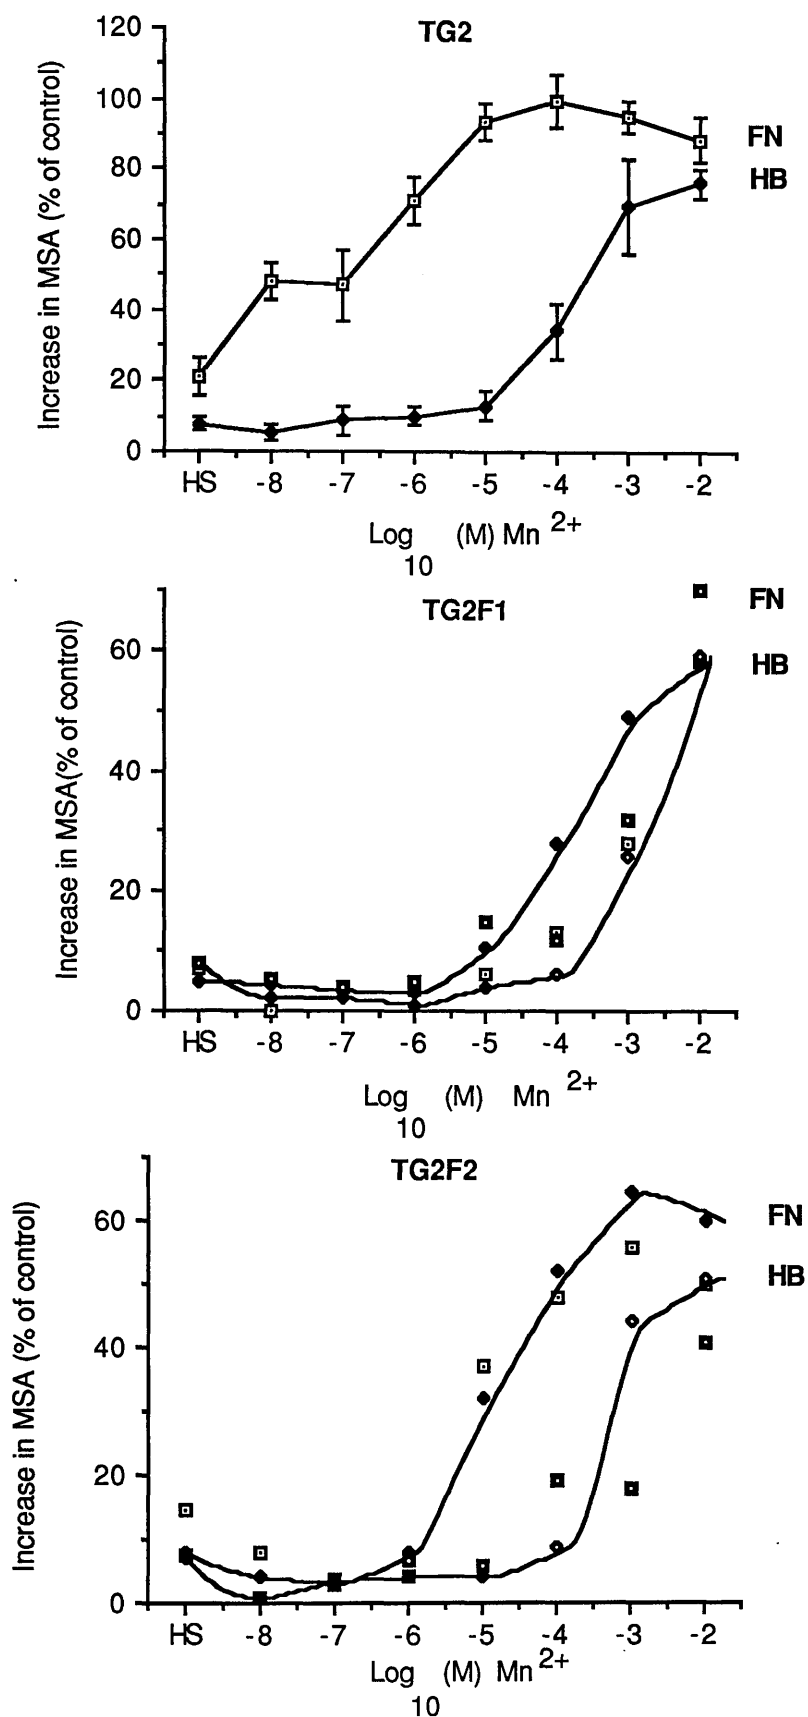 TG2
Increase in MSA (% of control)
120
100
80
60
40
20
0
FN
HB
HS -8 -7 -6 -5 -4 -3 -2
Log 10 (M) Mn 2+
TG2F1
Increase in MSA(% of control)
60
40
20
0
FN
HB
HS -8 -7 -6 -5 -4 -3 -2
Log 10 (M) Mn 2+
TG2F2
Increase in MSA (% of control)
60
40
20
0
FN
HB
HS -8 -7 -6 -5 -4 -3 -2
Log 10 (M) Mn 2+